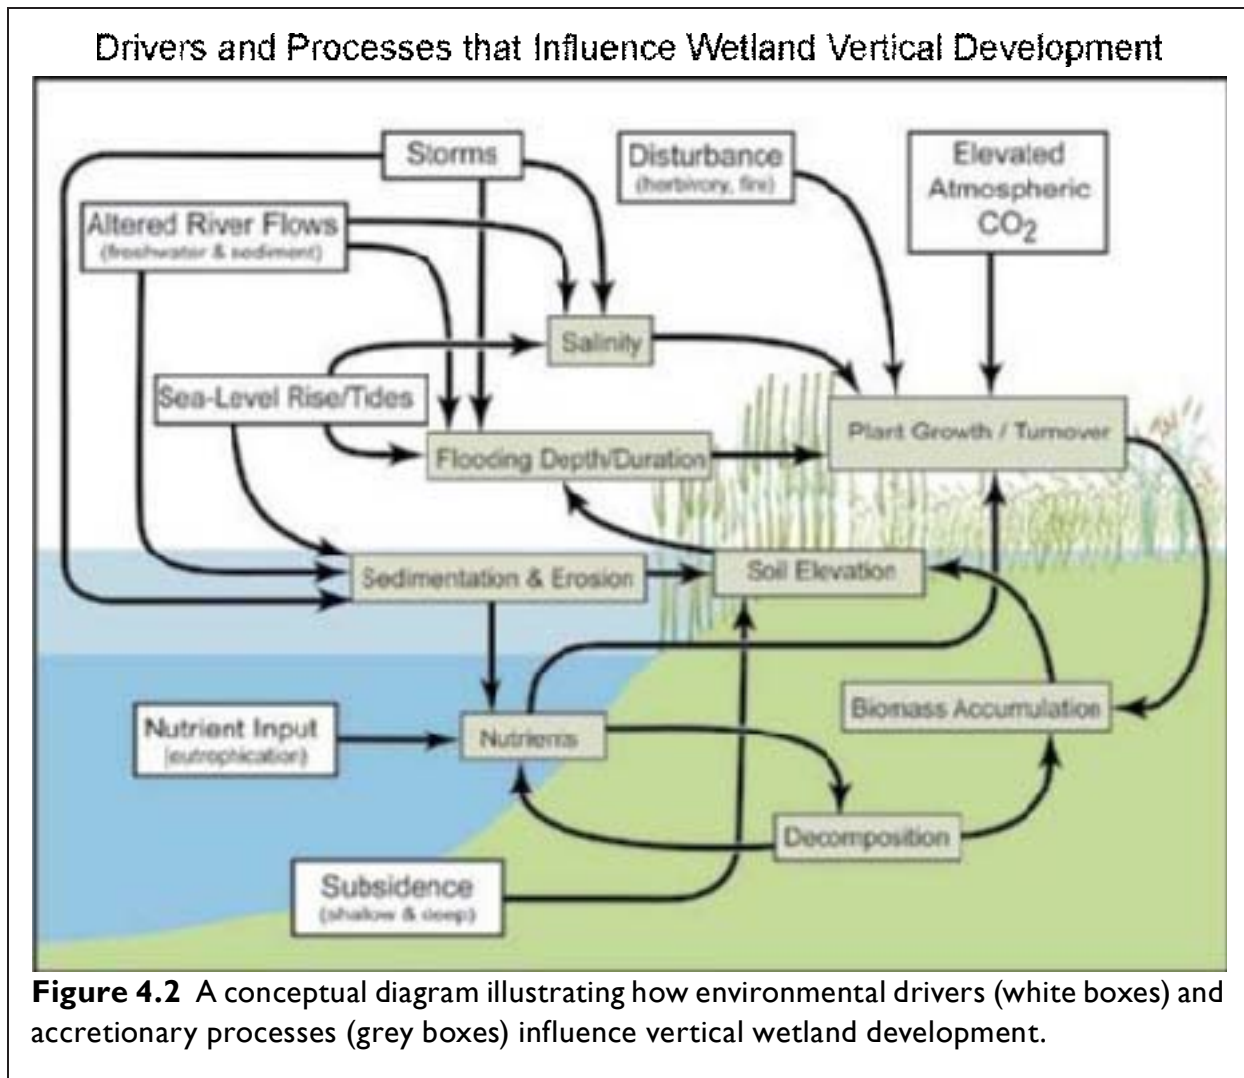 Drivers and Processes that Influence Wetland Vertical Development
Storms
Disturbance
(herbivory, fire)
Elevated
Atmospheric
CO2
Altered River Flows
(freshwater & sediment)
Salinity
Sea-Level Rise/Tides
Plant Growth / Turnover
Flooding Depth/Duration
Sedimentation & Erosion
Soil Elevation
Biomass Accumulation
Nutrient Input
(eutrophication)
Nutrients
Decomposition
Subsidence
(shallow & deep)
Figure 4.2 A conceptual diagram illustrating how environmental drivers (white boxes) and
accretionary processes (grey boxes) influence vertical wetland development.